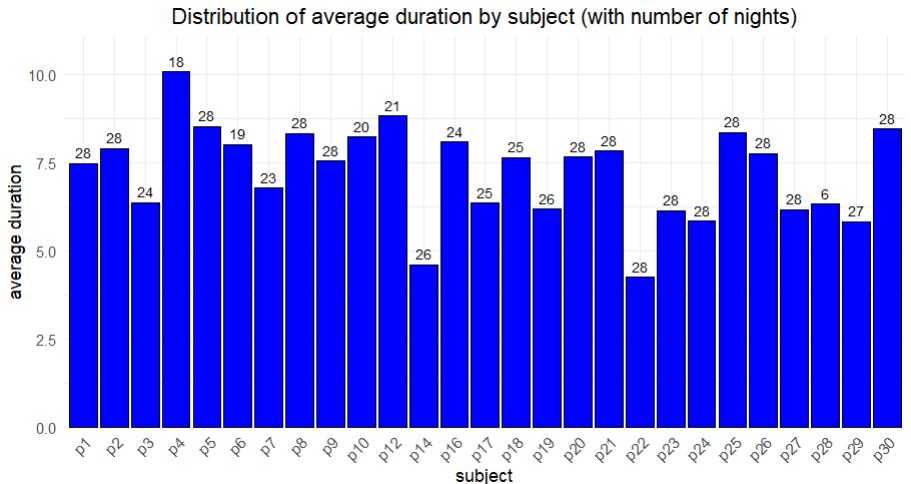 Distribution of average duration by subject (with number of nights)
average duration
10.0
7.5
5.0
2.5
0.0
28 28 24 18 28 19 23 28 28 20 21 26 24 25 25 26 28 28 28 28 28 28 28 28 6 27 28
p1 p2 p3 p4 p5 p6 p7 p8 p9 p10 p12 p14 p16 p17 p18 p19 p20 p21 p22 p23 p24 p25 p26 p27 p28 p29 p30
subject